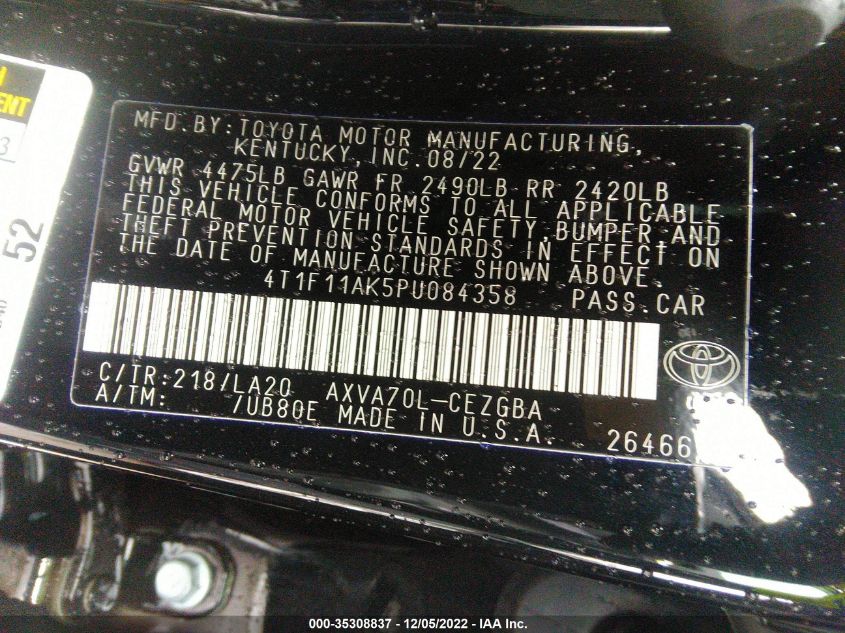 MFD.BY:TOYOTA MOTOR MANUFACTURING,
KENTUCKY,INC.08/22
GVWR 4475LB GAWR FR 2490LB RR 2420LB
THIS VEHICLE CONFORMS TO ALL APPLICABLE
FEDERAL MOTOR VEHICLE SAFETY,BUMPER,AND
THEFT PREVENTION STANDARDS IN EFFECT ON
THE DATE OF MANUFACTURE SHOWN ABOVE.
4T1F11AK5PU084358 PASS.CAR
C/TR:218/LA20 AXVA70L-CEZGBA
A/TM: /UB80E MADE IN U.S.A.
26466
52
000-35308837 - 12/05/2022 - IAA Inc.